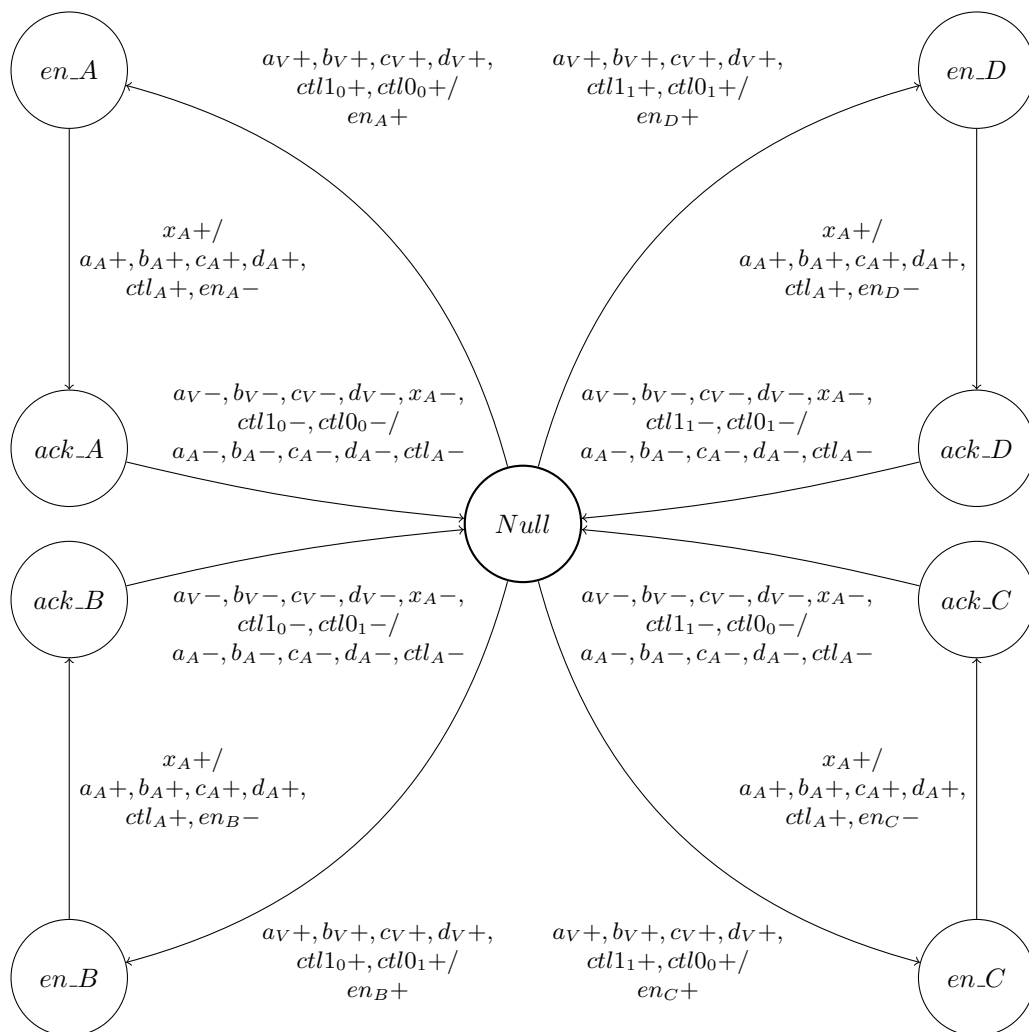 en_A
a_V+, b_V+, c_V+, d_V+,
ctl1_0+, ctl0_0+/
en_A+
a_V+, b_V+, c_V+, d_V+,
ctl1_1+, ctl0_1+/
en_D+
en_D
x_A+/
a_A+, b_A+, c_A+, d_A+,
ctl_A+, en_A−
x_A+/
a_A+, b_A+, c_A+, d_A+,
ctl_A+, en_D−
ack_A
a_V−, b_V−, c_V−, d_V−, x_A−,
ctl1_0−, ctl0_0−/
a_A−, b_A−, c_A−, d_A−, ctl_A−
a_V−, b_V−, c_V−, d_V−, x_A−,
ctl1_1−, ctl0_1−/
a_A−, b_A−, c_A−, d_A−, ctl_A−
ack_D
Null
ack_B
a_V−, b_V−, c_V−, d_V−, x_A−,
ctl1_0−, ctl0_1−/
a_A−, b_A−, c_A−, d_A−, ctl_A−
a_V−, b_V−, c_V−, d_V−, x_A−,
ctl1_1−, ctl0_0−/
a_A−, b_A−, c_A−, d_A−, ctl_A−
ack_C
x_A+/
a_A+, b_A+, c_A+, d_A+,
ctl_A+, en_B−
x_A+/
a_A+, b_A+, c_A+, d_A+,
ctl_A+, en_C−
en_B
a_V+, b_V+, c_V+, d_V+,
ctl1_0+, ctl0_1+/
en_B+
a_V+, b_V+, c_V+, d_V+,
ctl1_1+, ctl0_0+/
en_C+
en_C